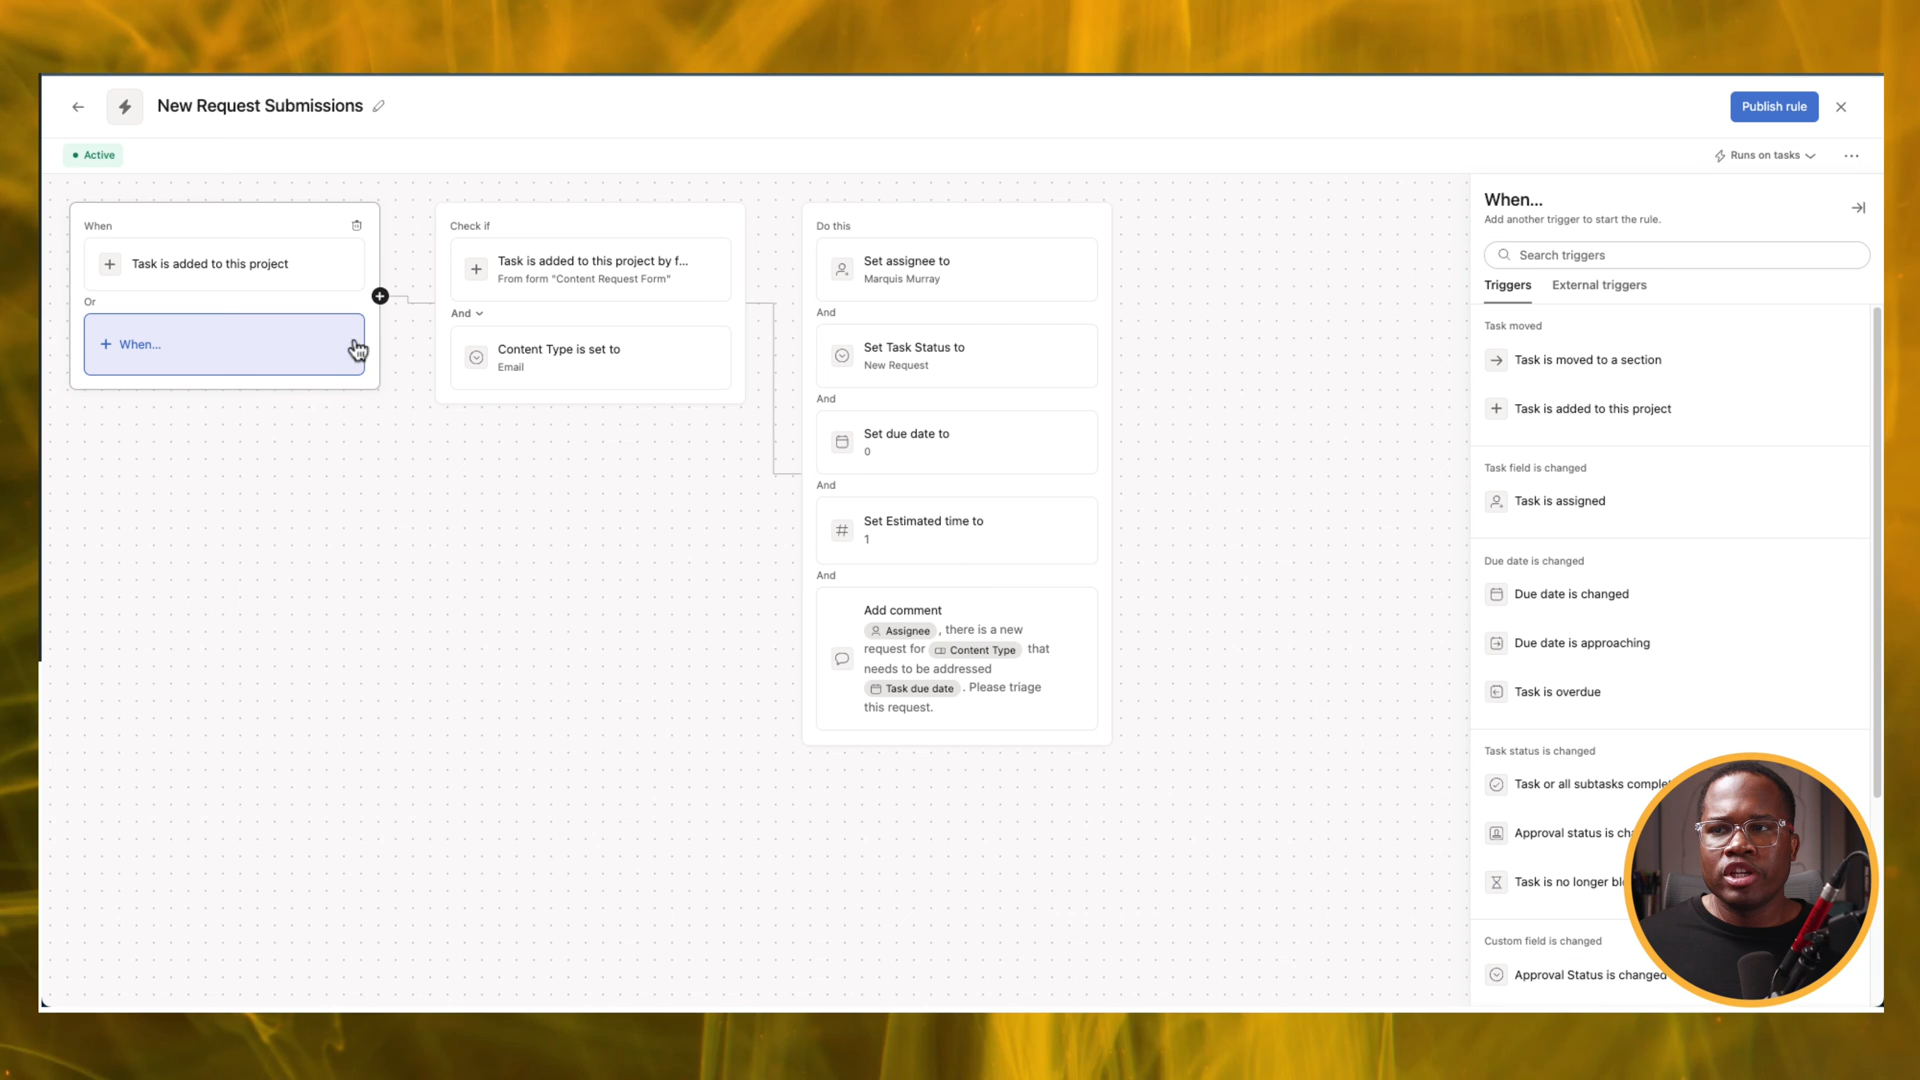 New Request Submissions
Publish rule
Active
Runs on tasks
When
Task is added to this project
Or
When...
Check if
Task is added to this project by f...
From form "Content Request Form"
And
Content Type is set to
Email
Do this
Set assignee to
Marquis Murray
And
Set Task Status to
New Request
And
Set due date to
0
And
Set Estimated time to
1
And
Add comment
Assignee , there is a new
request for Content Type that
needs to be addressed
Task due date . Please triage
this request.
When...
Add another trigger to start the rule.
Search triggers
Triggers External triggers
Task moved
Task is moved to a section
Task is added to this project
Task field is changed
Task is assigned
Due date is changed
Due date is changed
Due date is approaching
Task is overdue
Task status is changed
Task or all subtasks
Approval status is
Task is no longer
Custom field is changed
Approval Status is changed